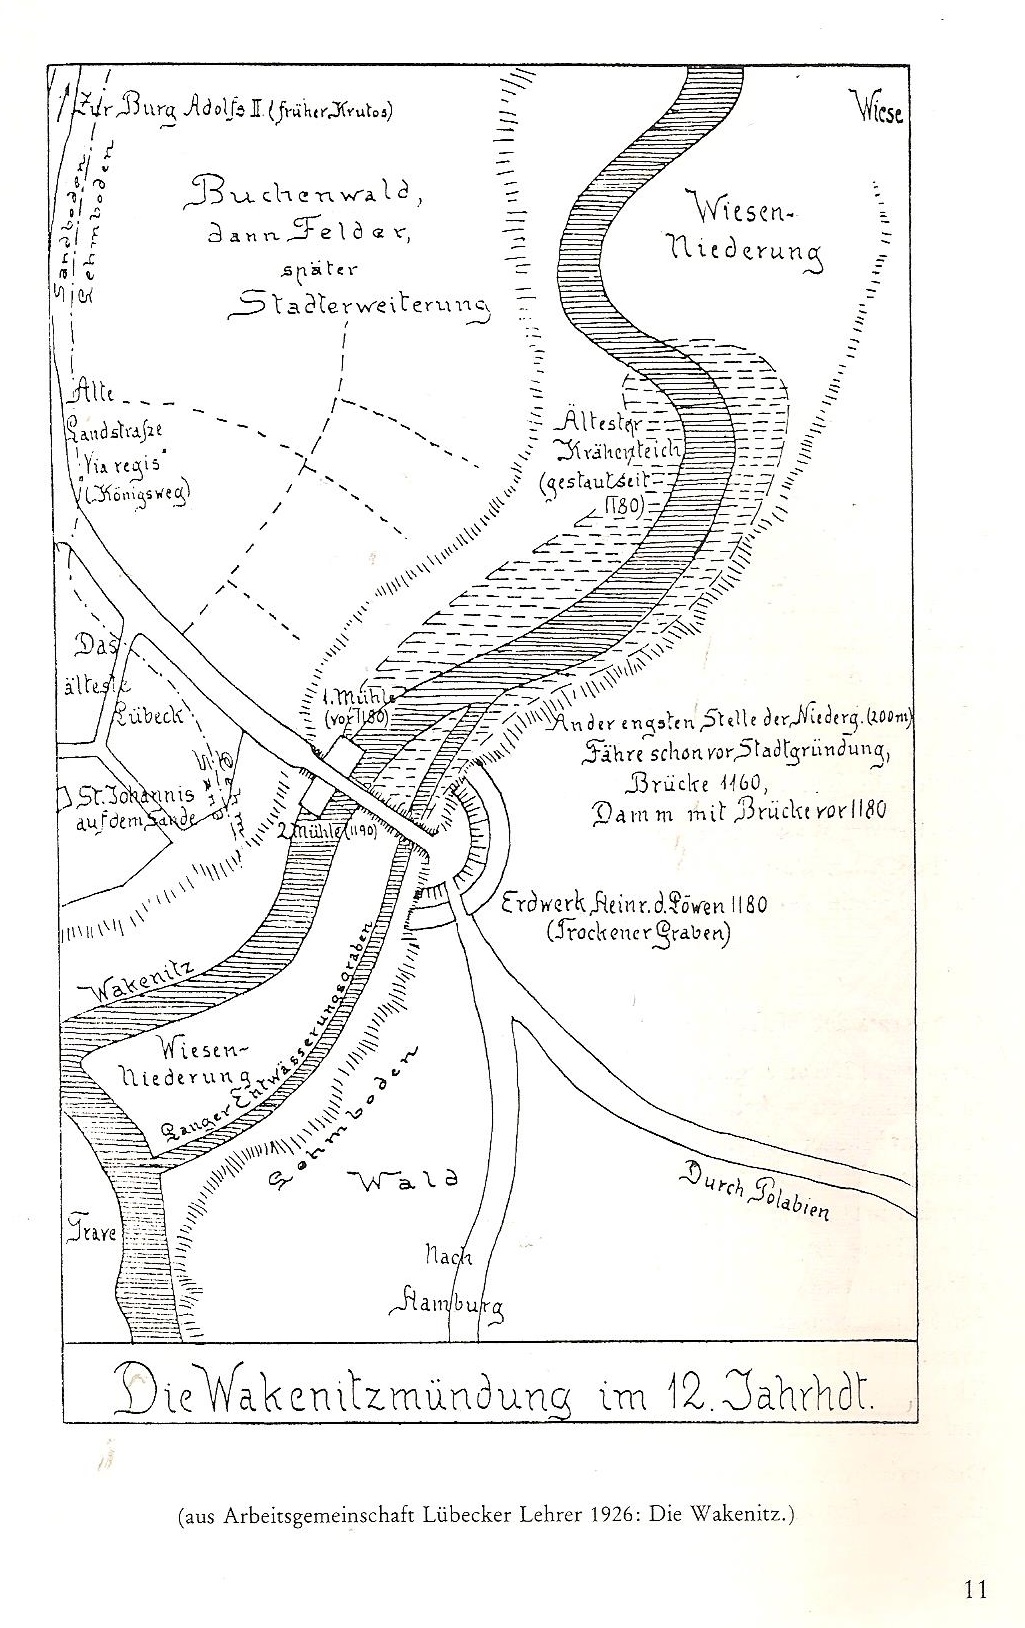 Zur Burg Adolfs II. (früher Krutos)
Wiese
Sandboden
Lehmboden
Buchenwald,
dann Felder,
später
Stadterweiterung
Wiesen-
Niederung
Alte
Landstraße
"Via regis"
(Königsweg)
Ältester
Krähenteich
(gestaut seit
1180)
Das
älteste
Lübeck
1. Mühle
(vor 1180)
An der engsten Stelle der Niederg. (200m)
Fähre schon vor Stadtgründung,
Brücke 1160,
Damm mit Brücke vor 1180
St. Johannis
auf dem Sande
Sand
Lehm
2. Mühle (1190)
Erdwerk Heinr. d. Löwen 1180
(Trockener Graben)
Wakenitz
Wiesen-
Niederung
Langer Entwässerungsgraben
Lehmboden
Wald
Durch Polabien
Trave
Nach
Hamburg
Die Wakenitzmündung im 12. Jahrhdt.
(aus Arbeitsgemeinschaft Lübecker Lehrer 1926: Die Wakenitz.)
11